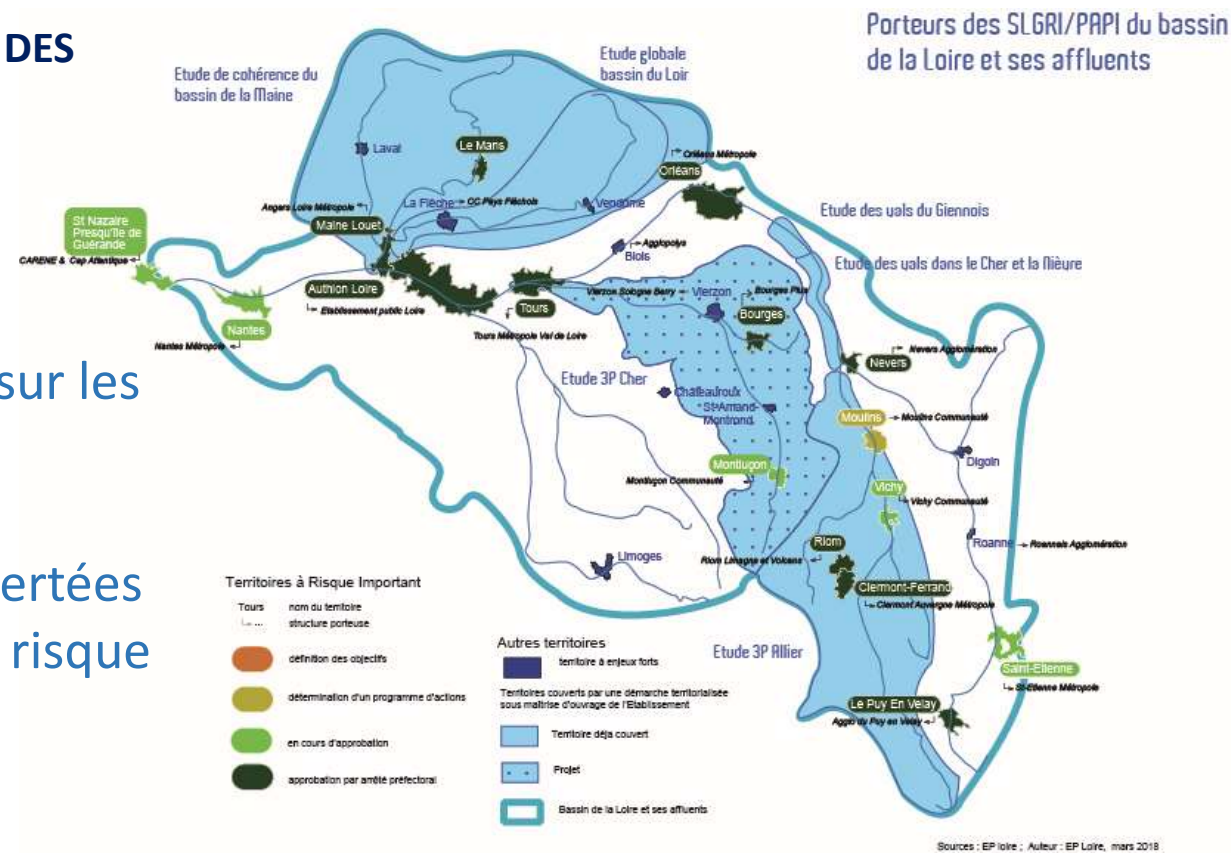 DES
Porteurs des SLGRI/PAPI du bassin
de la Loire et ses affluents
Etude de cohérence du
bassin de la Maine
Etude globale
bassin du Loir
Laval
Le Mans
Orléans Métropole
Orléans
Angers Loire Métropole
La Flèche
CC Pays Fléchois
Vendôme
Maine Louet
St Nazaire
Presqu'île de
Guérande
CARENE & Cap Atlantique
Etude des vals du Giennois
Agglopolys
Blois
Etude des vals dans le Cher et la Nièvre
Authion Loire
Etablissement public Loire
Tours
Vierzon Sologne Berry
Vierzon
Bourges Plus
Bourges
Nantes
Nantes Métropole
Tours Métropole Val de Loire
Nevers Agglomération
Nevers
sur les
Etude 3P Cher
Châteauroux
St-Amand-
Montrond
Moulins
Moulins Communauté
Digoin
Montluçon
Montluçon Communauté
Vichy
Vichy Communauté
Roanne
Roannais Agglomération
Limoges
Riom
Riom Limagne et Volcans
ertées
risque
Clermont-Ferrand
Clermont Auvergne Métropole
Etude 3P Allier
Saint-Etienne
St-Etienne Métropole
Le Puy En Velay
Agglo du Puy en Velay
Territoires à Risque Important
Tours nom du territoire
... structure porteuse
définition des objectifs
détermination d'un programme d'actions
en cours d'approbation
approbation par arrêté préfectoral
Autres territoires
territoire à enjeux forts
Territoires couverts par une démarche territorialisée
sous maîtrise d'ouvrage de l'Etablissement
Territoire déja couvert
Projet
Bassin de la Loire et ses affluents
Sources : EP loire ; Auteur : EP Loire, mars 2018